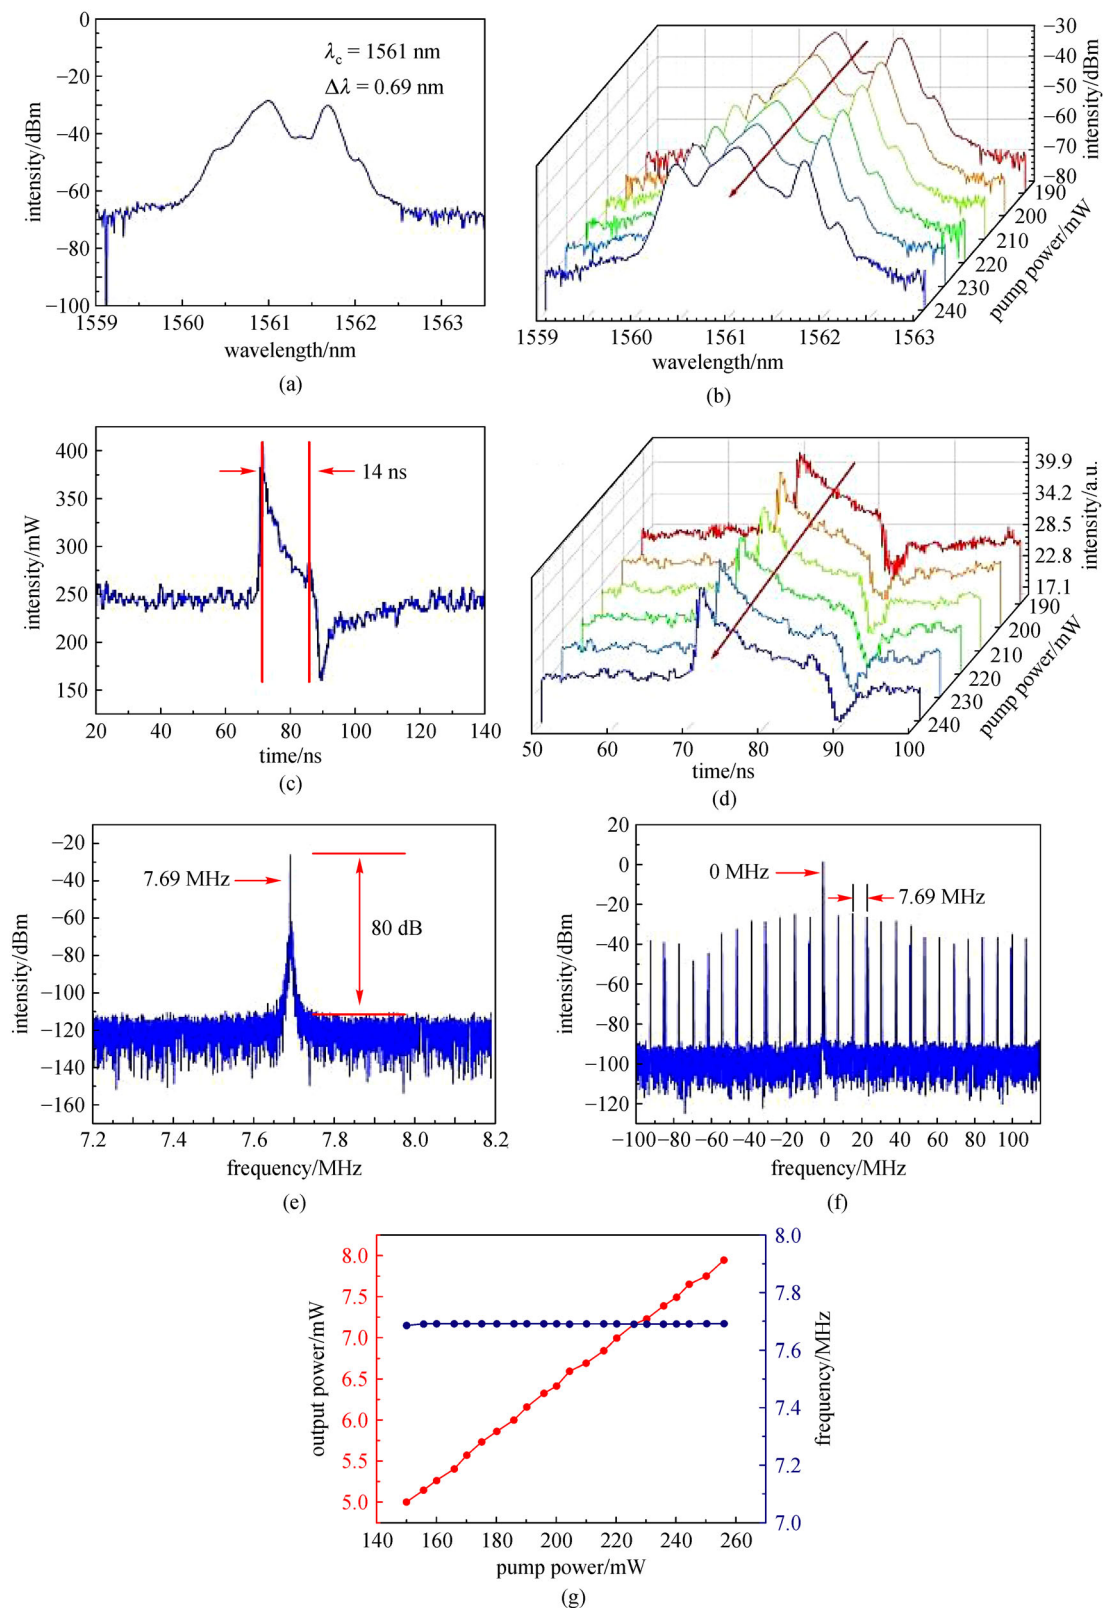 0
−20
−40
−60
−80
−100
intensity/dBm
λc = 1561 nm
Δλ = 0.69 nm
1559 1560 1561 1562 1563
wavelength/nm
(a)
−30
−40
−50
−60
−70
−80
intensity/dBm
190
200
210
220
230
240
pump power/mW
1559 1560 1561 1562 1563
wavelength/nm
(b)
400
350
300
250
200
150
intensity/mW
14 ns
20 40 60 80 100 120 140
time/ns
(c)
39.9
34.2
28.5
22.8
17.1
intensity/a.u.
190
200
210
220
230
240
pump power/mW
50 60 70 80 90 100
time/ns
(d)
−20
−40
−60
−80
−100
−120
−140
−160
intensity/dBm
7.69 MHz
80 dB
7.2 7.4 7.6 7.8 8.0 8.2
frequency/MHz
(e)
20
0
−20
−40
−60
−80
−100
−120
intensity/dBm
0 MHz
7.69 MHz
−100 −80 −60 −40 −20 0 20 40 60 80 100
frequency/MHz
(f)
8.0
7.5
7.0
6.5
6.0
5.5
5.0
output power/mW
8.0
7.8
7.6
7.4
7.2
7.0
frequency/MHz
140 160 180 200 220 240 260
pump power/mW
(g)